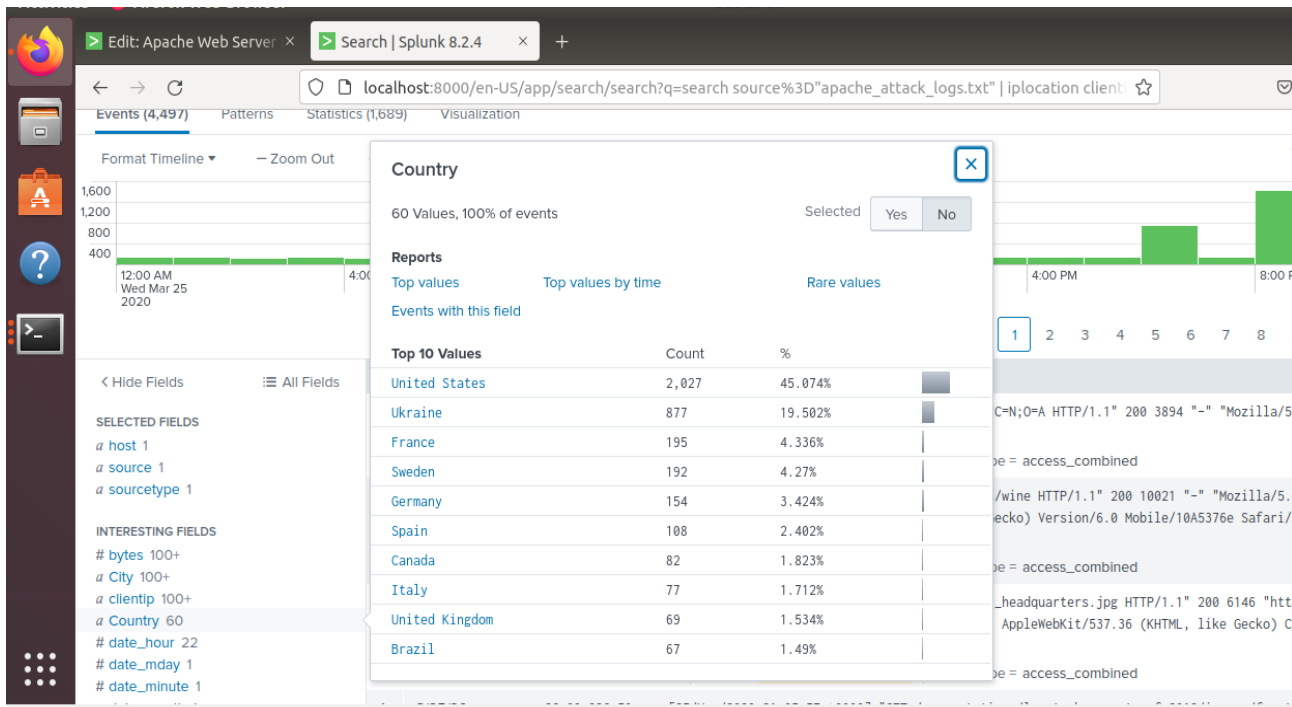 Edit: Apache Web Server ×
Search | Splunk 8.2.4 × +
localhost:8000/en-US/app/search/search?q=search source%3D"apache_attack_logs.txt" | iplocation client
Events (4,497) Patterns Statistics (1,689) Visualization
Format Timeline ▾ — Zoom Out
1,600
1,200
800
400
12:00 AM
Wed Mar 25
2020
4:00 PM
1 2 3 4 5 6 7 8
Country
60 Values, 100% of events
Selected Yes No
Reports
Top values Top values by time Rare values
Events with this field
Top 10 Values Count %
United States 2,027 45.074%
Ukraine 877 19.502%
France 195 4.336%
Sweden 192 4.27%
Germany 154 3.424%
Spain 108 2.402%
Canada 82 1.823%
Italy 77 1.712%
United Kingdom 69 1.534%
Brazil 67 1.49%
< Hide Fields All Fields
SELECTED FIELDS
a host 1
a source 1
a sourcetype 1
INTERESTING FIELDS
# bytes 100+
a City 100+
a clientip 100+
a Country 60
# date_hour 22
# date_mday 1
# date_minute 1
C=N;O=A HTTP/1.1" 200 3894 "-" "Mozilla/5
= access_combined
/wine HTTP/1.1" 200 10021 "-" "Mozilla/5.
ecko) Version/6.0 Mobile/10A5376e Safari/
= access_combined
_headquarters.jpg HTTP/1.1" 200 6146 "htt
AppleWebKit/537.36 (KHTML, like Gecko) C
= access_combined